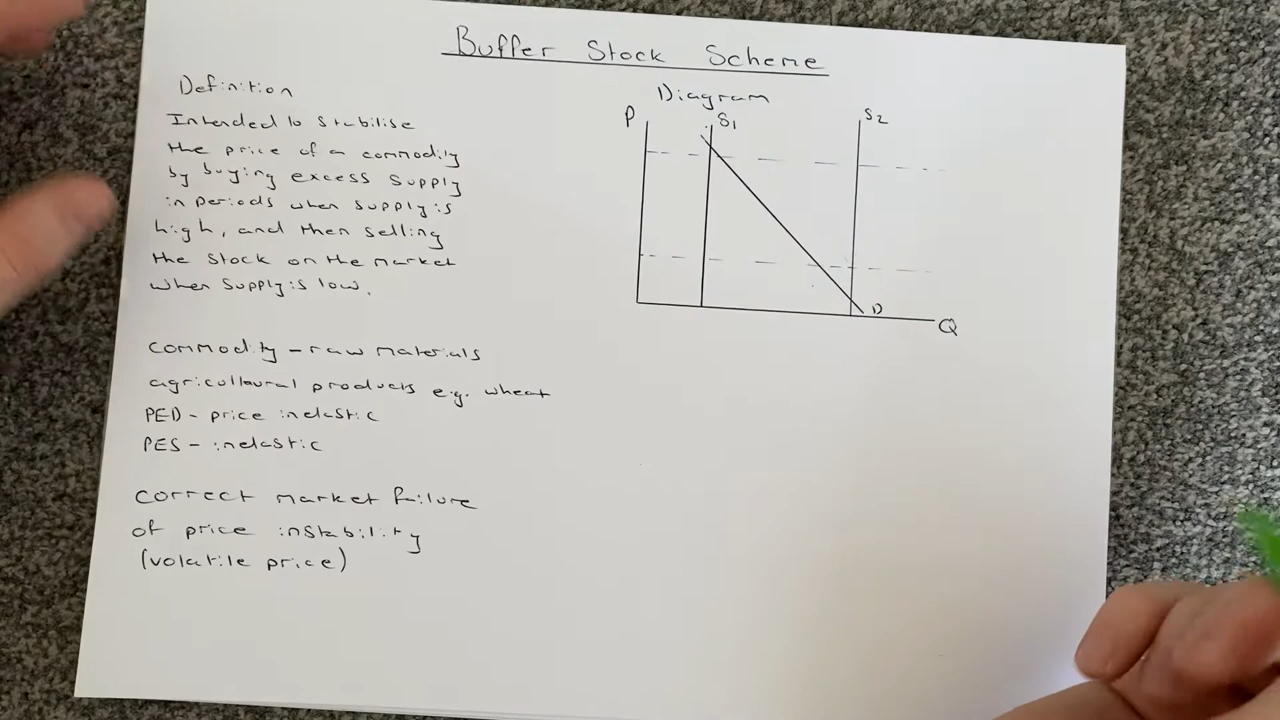 Buffer Stock Scheme
Definition
Intended to stabilise
the price of a commodity
by buying excess supply
in periods when supply is
high, and then selling
the stock on the market
when supply is low.
commodity - raw materials
agricultural products e.g. wheat
PED - price inelastic
PES - inelastic
correct market failure
of price instability
(volatile price)
Diagram
P
S1
S2
D
Q